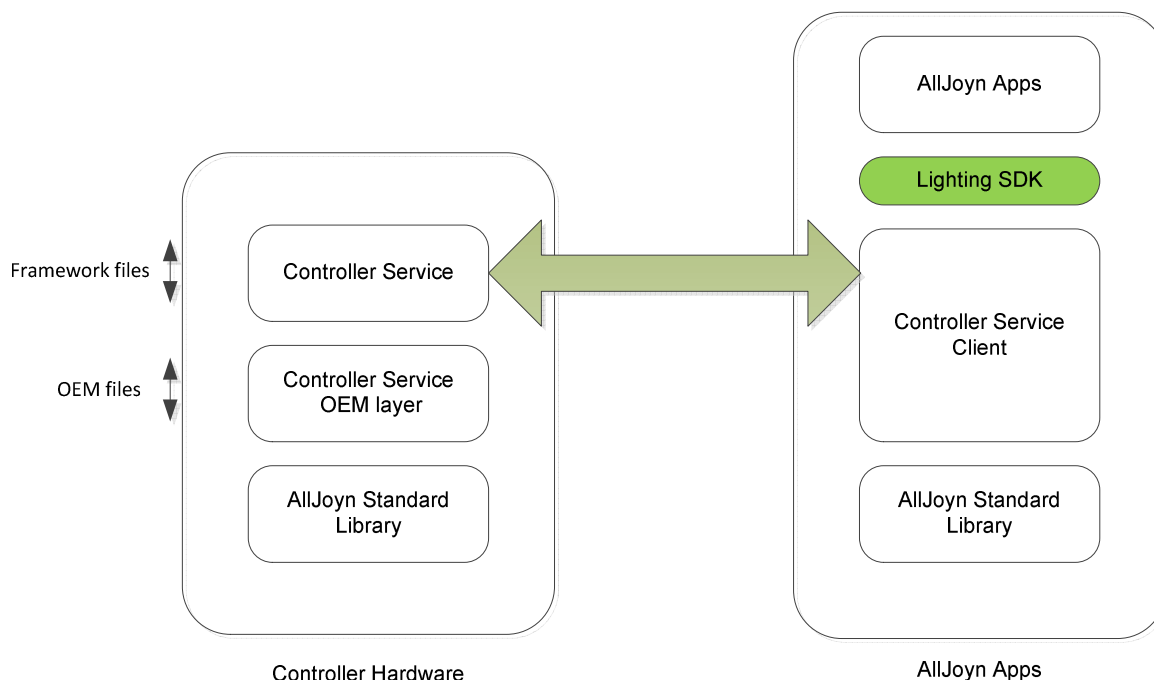 Framework files
OEM files
Controller Service
Controller Service
OEM layer
AllJoyn Standard
Library
Controller Hardware
AllJoyn Apps
Lighting SDK
Controller Service
Client
AllJoyn Standard
Library
AllJoyn Apps